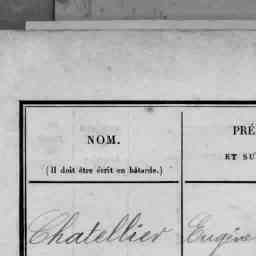 NOM.
(Il doit être écrit en bâtarde.)
PRÉ
ET SU
Chatellier Eugène